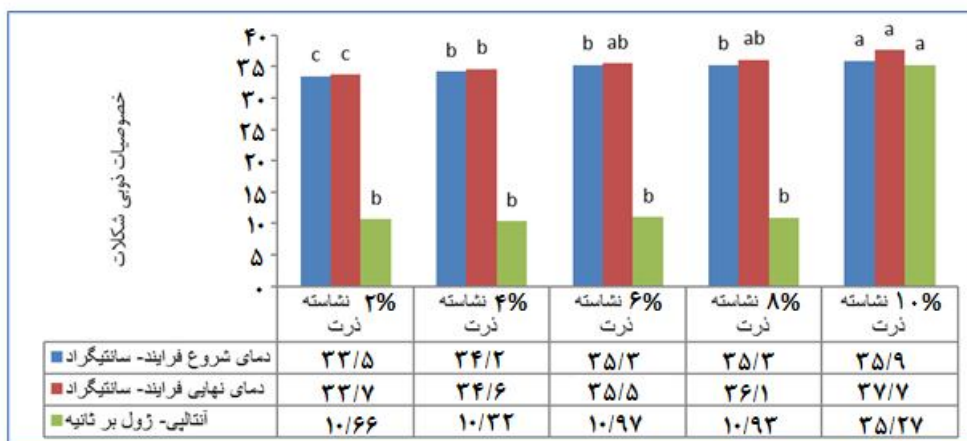 خصوصیات ذوبی شکلات
۴۰
۳۵
۳۰
۲۵
۲۰
۱۵
۱۰
۵
۰
c c b b b ab b ab a a a
b b b b
۲% نشاسته ذرت
۴% نشاسته ذرت
۶% نشاسته ذرت
۸% نشاسته ذرت
۱۰% نشاسته ذرت
دمای شروع فرایند- سانتیگراد ۳۳/۵ ۳۴/۲ ۳۵/۳ ۳۵/۳ ۳۵/۹
دمای نهایی فرایند- سانتیگراد ۳۳/۷ ۳۴/۶ ۳۵/۵ ۳۶/۱ ۳۷/۷
آنتالپی- ژول بر ثانیه ۱۰/۶۶ ۱۰/۳۲ ۱۰/۹۷ ۱۰/۹۳ ۳۵/۲۷